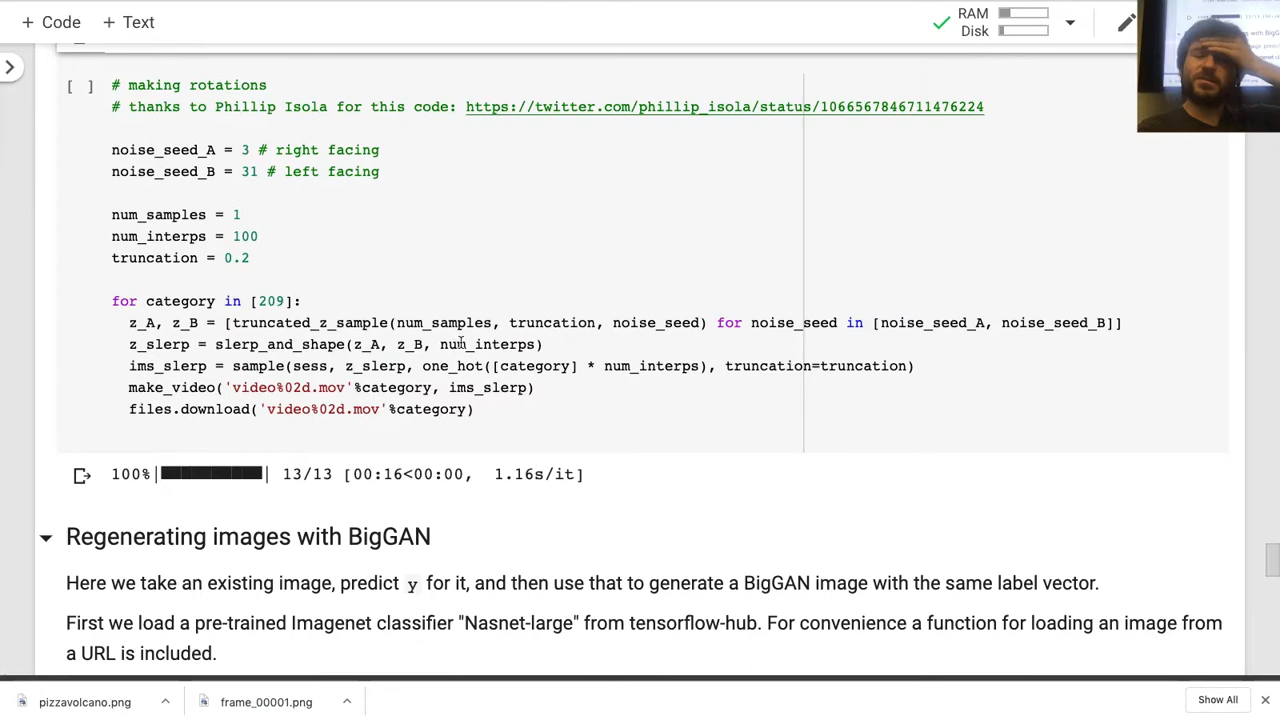 + Code + Text
RAM
Disk
[ ]
# making rotations
# thanks to Phillip Isola for this code: https://twitter.com/phillip_isola/status/1066567846711476224
noise_seed_A = 3 # right facing
noise_seed_B = 31 # left facing
num_samples = 1
num_interps = 100
truncation = 0.2
for category in [209]:
z_A, z_B = [truncated_z_sample(num_samples, truncation, noise_seed) for noise_seed in [noise_seed_A, noise_seed_B]]
z_slerp = slerp_and_shape(z_A, z_B, num_interps)
ims_slerp = sample(sess, z_slerp, one_hot([category] * num_interps), truncation=truncation)
make_video('video%02d.mov'%category, ims_slerp)
files.download('video%02d.mov'%category)
100%| | 13/13 [00:16<00:00, 1.16s/it]
Regenerating images with BigGAN
Here we take an existing image, predict y for it, and then use that to generate a BigGAN image with the same label vector.
First we load a pre-trained Imagenet classifier "Nasnet-large" from tensorflow-hub. For convenience a function for loading an image from
a URL is included.
pizzavolcano.png
frame_00001.png
Show All